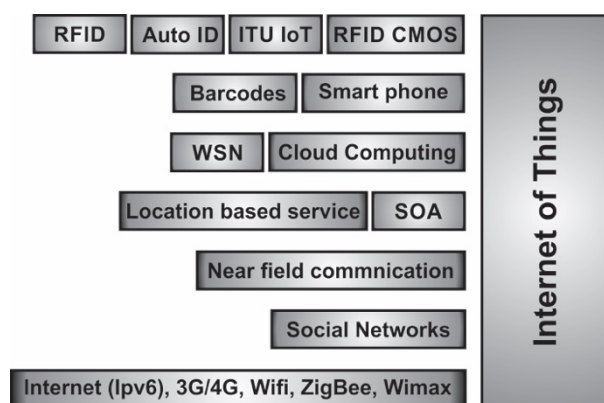 RFID Auto ID ITU IoT RFID CMOS
Barcodes Smart phone
WSN Cloud Computing
Location based service SOA
Near field commnication
Social Networks
Internet (Ipv6), 3G/4G, Wifi, ZigBee, Wimax
Internet of Things